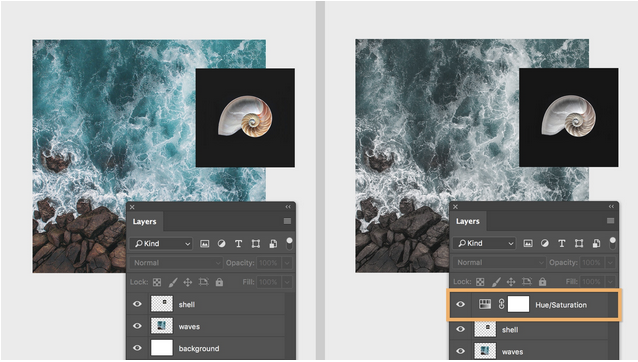 Layers
Kind
Normal Opacity: 100%
Lock: Fill: 100%
shell
waves
background
Layers
Kind
Normal Opacity: 100%
Lock: Fill: 100%
Hue/Saturation
shell
waves